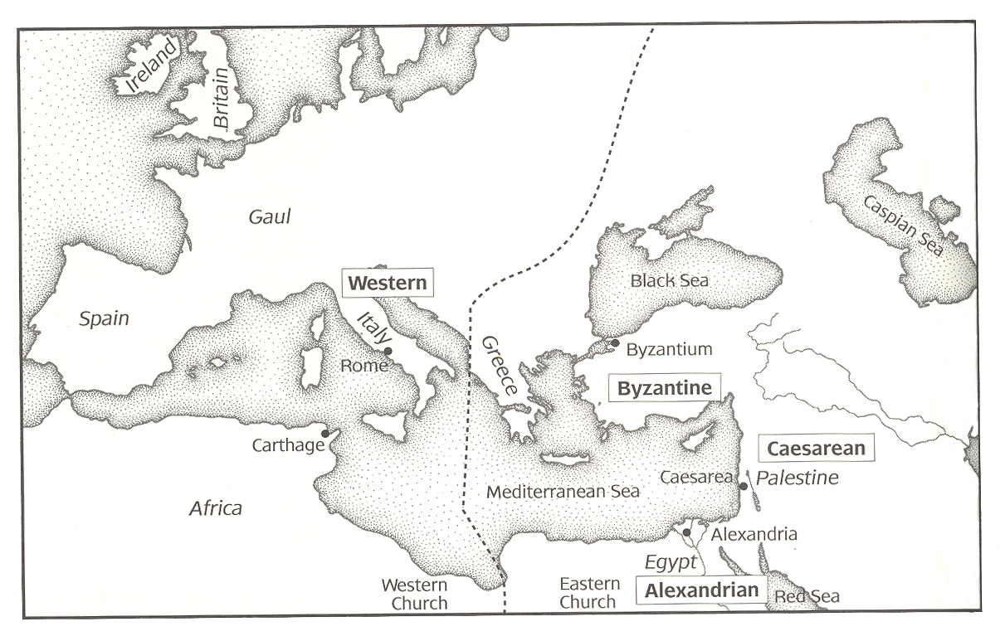 Ireland
Britain
Gaul
Caspian Sea
Western
Black Sea
Spain
Italy
Greece
Byzantium
Rome
Byzantine
Carthage
Caesarean
Caesarea
Palestine
Mediterranean Sea
Africa
Alexandria
Egypt
Western
Church
Eastern
Church
Alexandrian
Red Sea